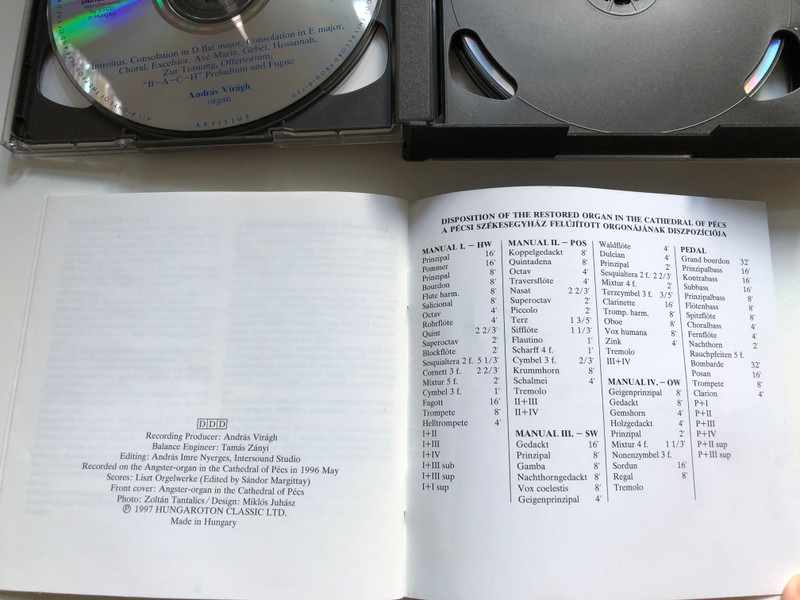 in Hungary
Introitus, Consolation in D flat major, Consolation in E major,
Choral, Excelsior, Ave Maria, Gebet, Hosannah,
Zur Trauung, Offertorium,
"B–A–C–H" Preludium and Fugue
András Virágh
organ
DDD
Recording Producer: András Virágh
Balance Engineer: Tamás Zányi
Editing: András Imre Nyerges, Intersound Studio
Recorded on the Angster-organ in the Cathedral of Pécs in 1996 May
Scores: Liszt Orgelwerke (Edited by Sándor Margittay)
Front cover: Angster-organ in the Cathedral of Pécs
Photo: Zoltán Tantalics / Design: Miklós Juhász
℗ 1997 HUNGAROTON CLASSIC LTD.
Made in Hungary
DISPOSITION OF THE RESTORED ORGAN IN THE CATHEDRAL OF PÉCS
A PÉCSI SZÉKESEGYHÁZ FELÚJÍTOTT ORGONÁJÁNAK DISZPOZÍCIÓJA
MANUAL I. – HW
Prinzipal 16'
Pommer 16'
Prinzipal 8'
Bourdon 8'
Flute harm. 8'
Salicional 8'
Octav 4'
Rohrflöte 4'
Quint 2 2/3'
Superoctav 2'
Blockflöte 2'
Sesquialtera 2 f. 5 1/3'
Cornett 3 f. 2 2/3'
Mixtur 5 f. 2'
Cymbel 3 f. 1'
Fagott 16'
Trompete 8'
Helltrompete 4'
I+II
I+III
I+IV
I+III sub
I+III sup
I+I sup
MANUAL II. – POS
Koppelgedackt 8'
Quintadena 8'
Octav 4'
Traversflöte 4'
Nasat 2 2/3'
Superoctav 2'
Piccolo 2'
Terz 1 3/5'
Sifflöte 1 1/3'
Flautino 1'
Scharff 4 f. 1'
Cymbel 3 f. 2/3'
Krummhorn 8'
Schalmei 4'
Tremolo
II+III
II+IV
MANUAL III. – SW
Gedackt 16'
Prinzipal 8'
Gamba 8'
Nachthorngedackt 8'
Vox coelestis 8'
Geigenprinzipal 4'
Waldflöte 4'
Dulcian 4'
Prinzipal 2'
Sesquialtera 2 f. 2 2/3'
Mixtur 4 f. 2'
Terzcymbel 3 f. 3/5'
Clarinette 16'
Tromp. harm. 8'
Oboe 8'
Vox humana 8'
Zink 4'
Tremolo
III+IV
MANUAL IV. – OW
Geigenprinzipal 8'
Gedackt 8'
Gemshorn 4'
Holzgedackt 4'
Prinzipal 2'
Mixtur 4 f. 1 1/3'
Nonenzymbel 3 f.
Sordun 16'
Regal 8'
Tremolo
PEDAL
Grand bourdon 32'
Prinzipalbass 16'
Kontrabass 16'
Subbass 16'
Prinzipalbass 8'
Flötenbass 8'
Spitzflöte 8'
Choralbass 4'
Fernflöte 4'
Nachthorn 2'
Rauchpfeiten 5 f.
Bombarde 32'
Posan 16'
Trompete 8'
Clarion 4'
P+I
P+II
P+III
P+IV
P+II sup
P+III sup